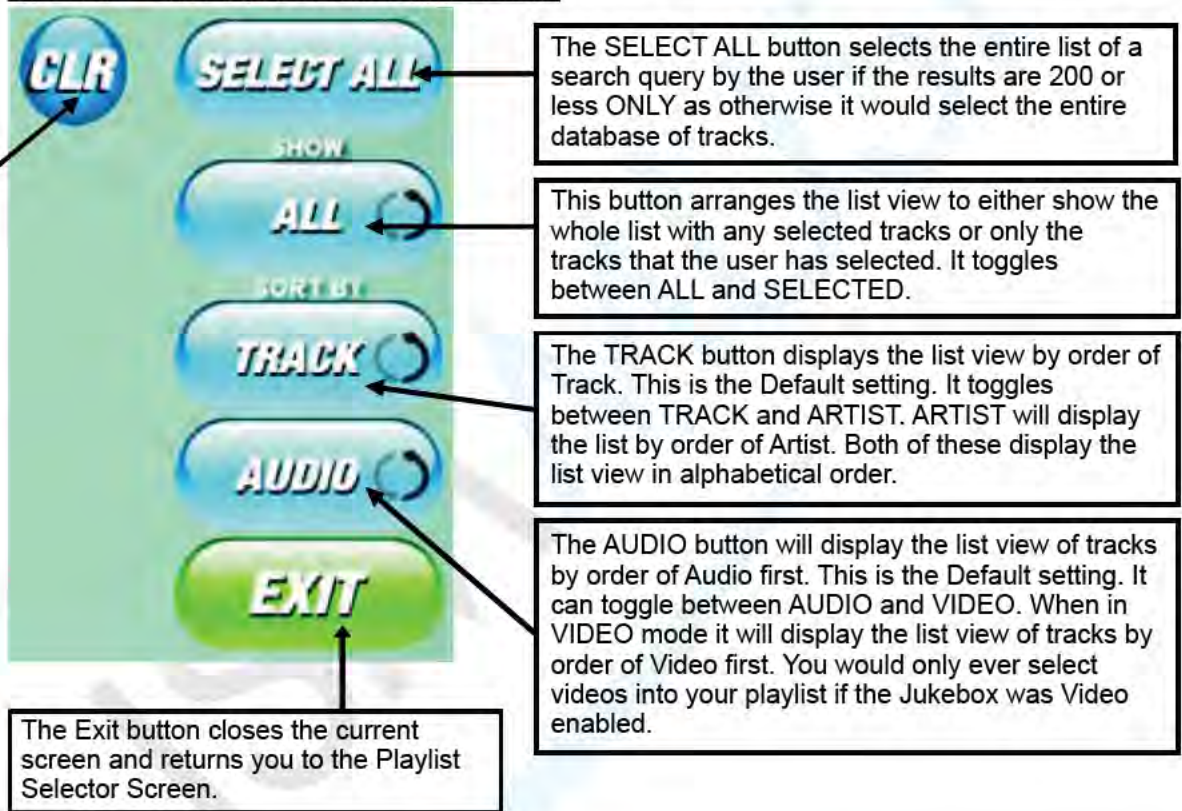 CLR
SELECT ALL
The SELECT ALL button selects the entire list of a
search query by the user if the results are 200 or
less ONLY as otherwise it would select the entire
database of tracks.
SHOW
ALL
This button arranges the list view to either show the
whole list with any selected tracks or only the
tracks that the user has selected. It toggles
between ALL and SELECTED.
SORT BY
TRACK
The TRACK button displays the list view by order of
Track. This is the Default setting. It toggles
between TRACK and ARTIST. ARTIST will display
the list by order of Artist. Both of these display the
list view in alphabetical order.
AUDIO
The AUDIO button will display the list view of tracks
by order of Audio first. This is the Default setting. It
can toggle between AUDIO and VIDEO. When in
VIDEO mode it will display the list view of tracks by
order of Video first. You would only ever select
videos into your playlist if the Jukebox was Video
enabled.
EXIT
The Exit button closes the current
screen and returns you to the Playlist
Selector Screen.